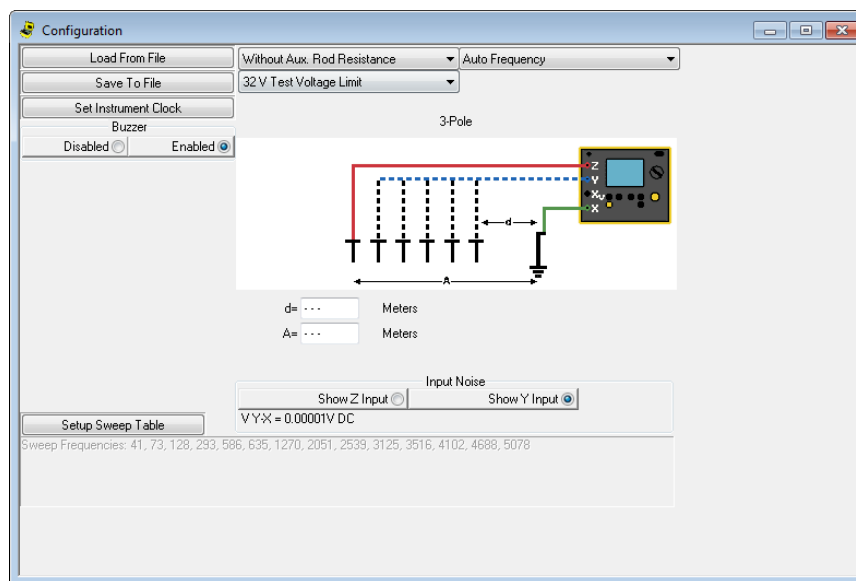 Configuration
Load From File
Without Aux. Rod Resistance
Auto Frequency
Save To File
32 V Test Voltage Limit
Set Instrument Clock
Buzzer
Disabled
Enabled
3-Pole
Z
Y
Xv
X
d
A
d= - - -
Meters
A= - - -
Meters
Input Noise
Show Z Input
Show Y Input
V Y-X = 0.00001V DC
Setup Sweep Table
Sweep Frequencies: 41, 73, 128, 293, 586, 635, 1270, 2051, 2539, 3125, 3516, 4102, 4688, 5078